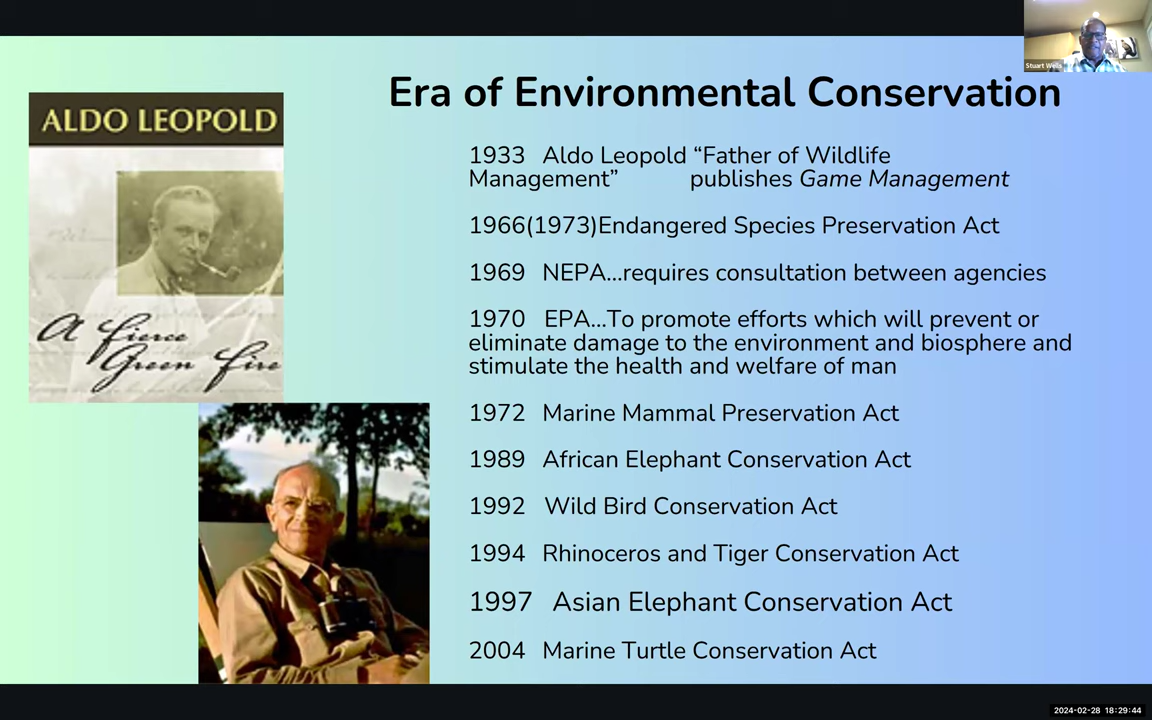 Stuart Wells
Era of Environmental Conservation
ALDO LEOPOLD
A Fierce
Green Fire
1933 Aldo Leopold “Father of Wildlife
Management” publishes Game Management
1966(1973)Endangered Species Preservation Act
1969 NEPA...requires consultation between agencies
1970 EPA...To promote efforts which will prevent or
eliminate damage to the environment and biosphere and
stimulate the health and welfare of man
1972 Marine Mammal Preservation Act
1989 African Elephant Conservation Act
1992 Wild Bird Conservation Act
1994 Rhinoceros and Tiger Conservation Act
1997 Asian Elephant Conservation Act
2004 Marine Turtle Conservation Act
2024-02-28 18:29:44